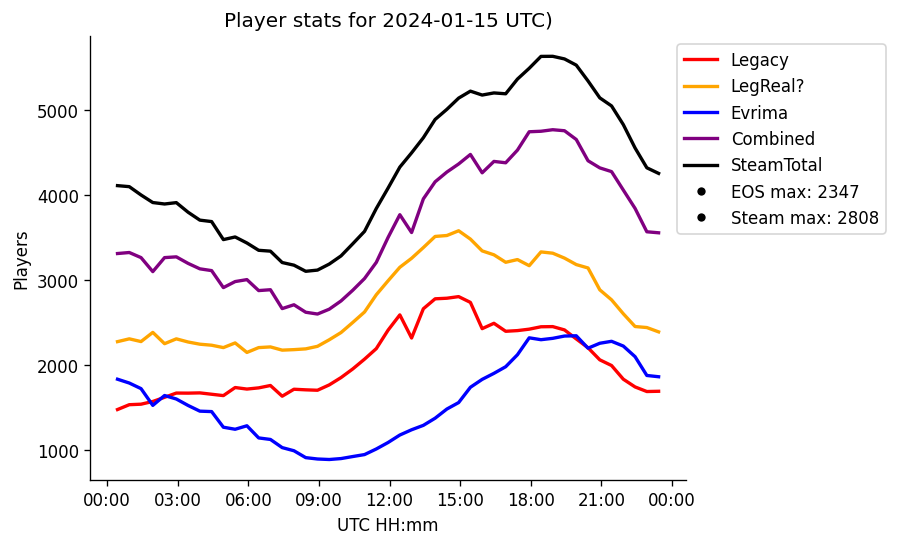 Player stats for 2024-01-15 UTC)
Legacy
LegReal?
Evrima
Combined
SteamTotal
EOS max: 2347
Steam max: 2808
Players
5000
4000
3000
2000
1000
00:00 03:00 06:00 09:00 12:00 15:00 18:00 21:00 00:00
UTC HH:mm